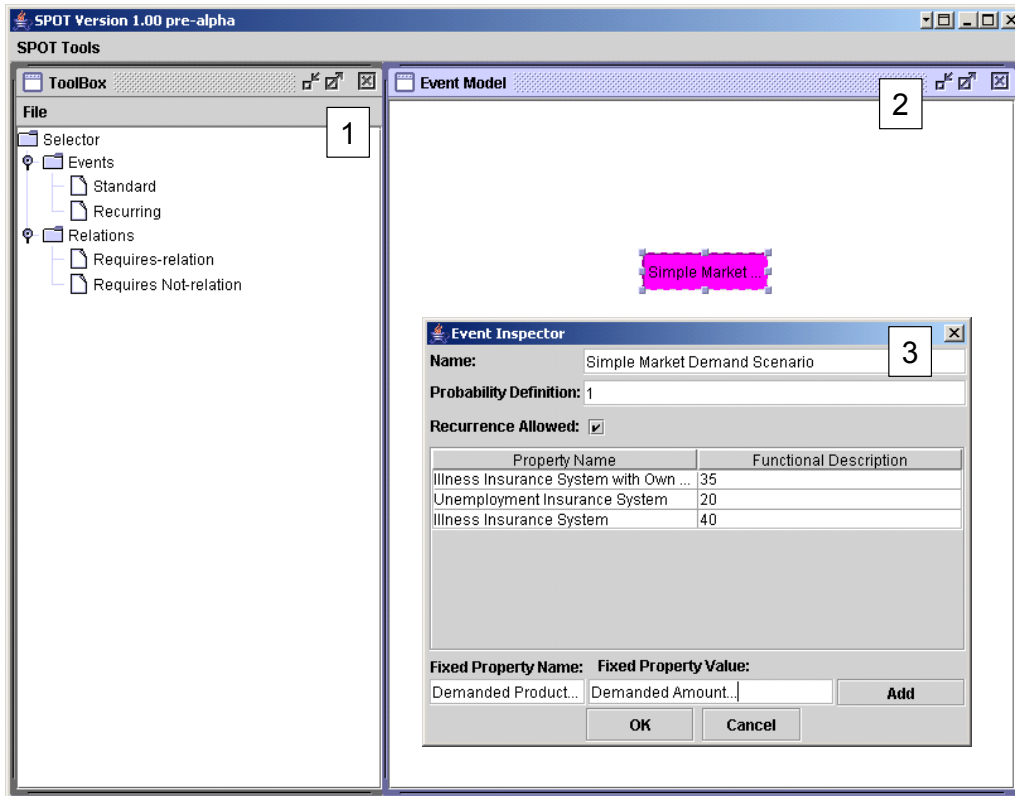 SPOT Version 1.00 pre-alpha
SPOT Tools
ToolBox
File
1
Selector
Events
Standard
Recurring
Relations
Requires-relation
Requires Not-relation
Event Model
2
Simple Market ...
Event Inspector
3
Name: Simple Market Demand Scenario
Probability Definition: 1
Recurrence Allowed:
Property Name Functional Description
Illness Insurance System with Own ... 35
Unemployment Insurance System 20
Illness Insurance System 40
Fixed Property Name: Fixed Property Value:
Demanded Product... Demanded Amount... Add
OK Cancel